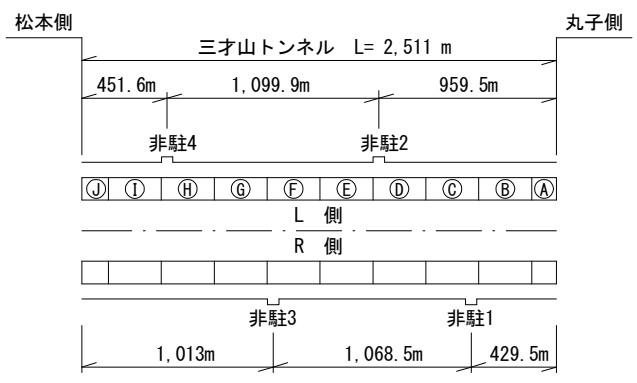 松本側 丸子側
三才山トンネル L= 2,511 m
451.6m 1,099.9m 959.5m
非駐4 非駐2
Ⓙ Ⓘ Ⓗ Ⓖ Ⓕ Ⓔ Ⓓ Ⓒ Ⓑ Ⓐ
L 側
R 側
非駐3 非駐1
1,013m 1,068.5m 429.5m